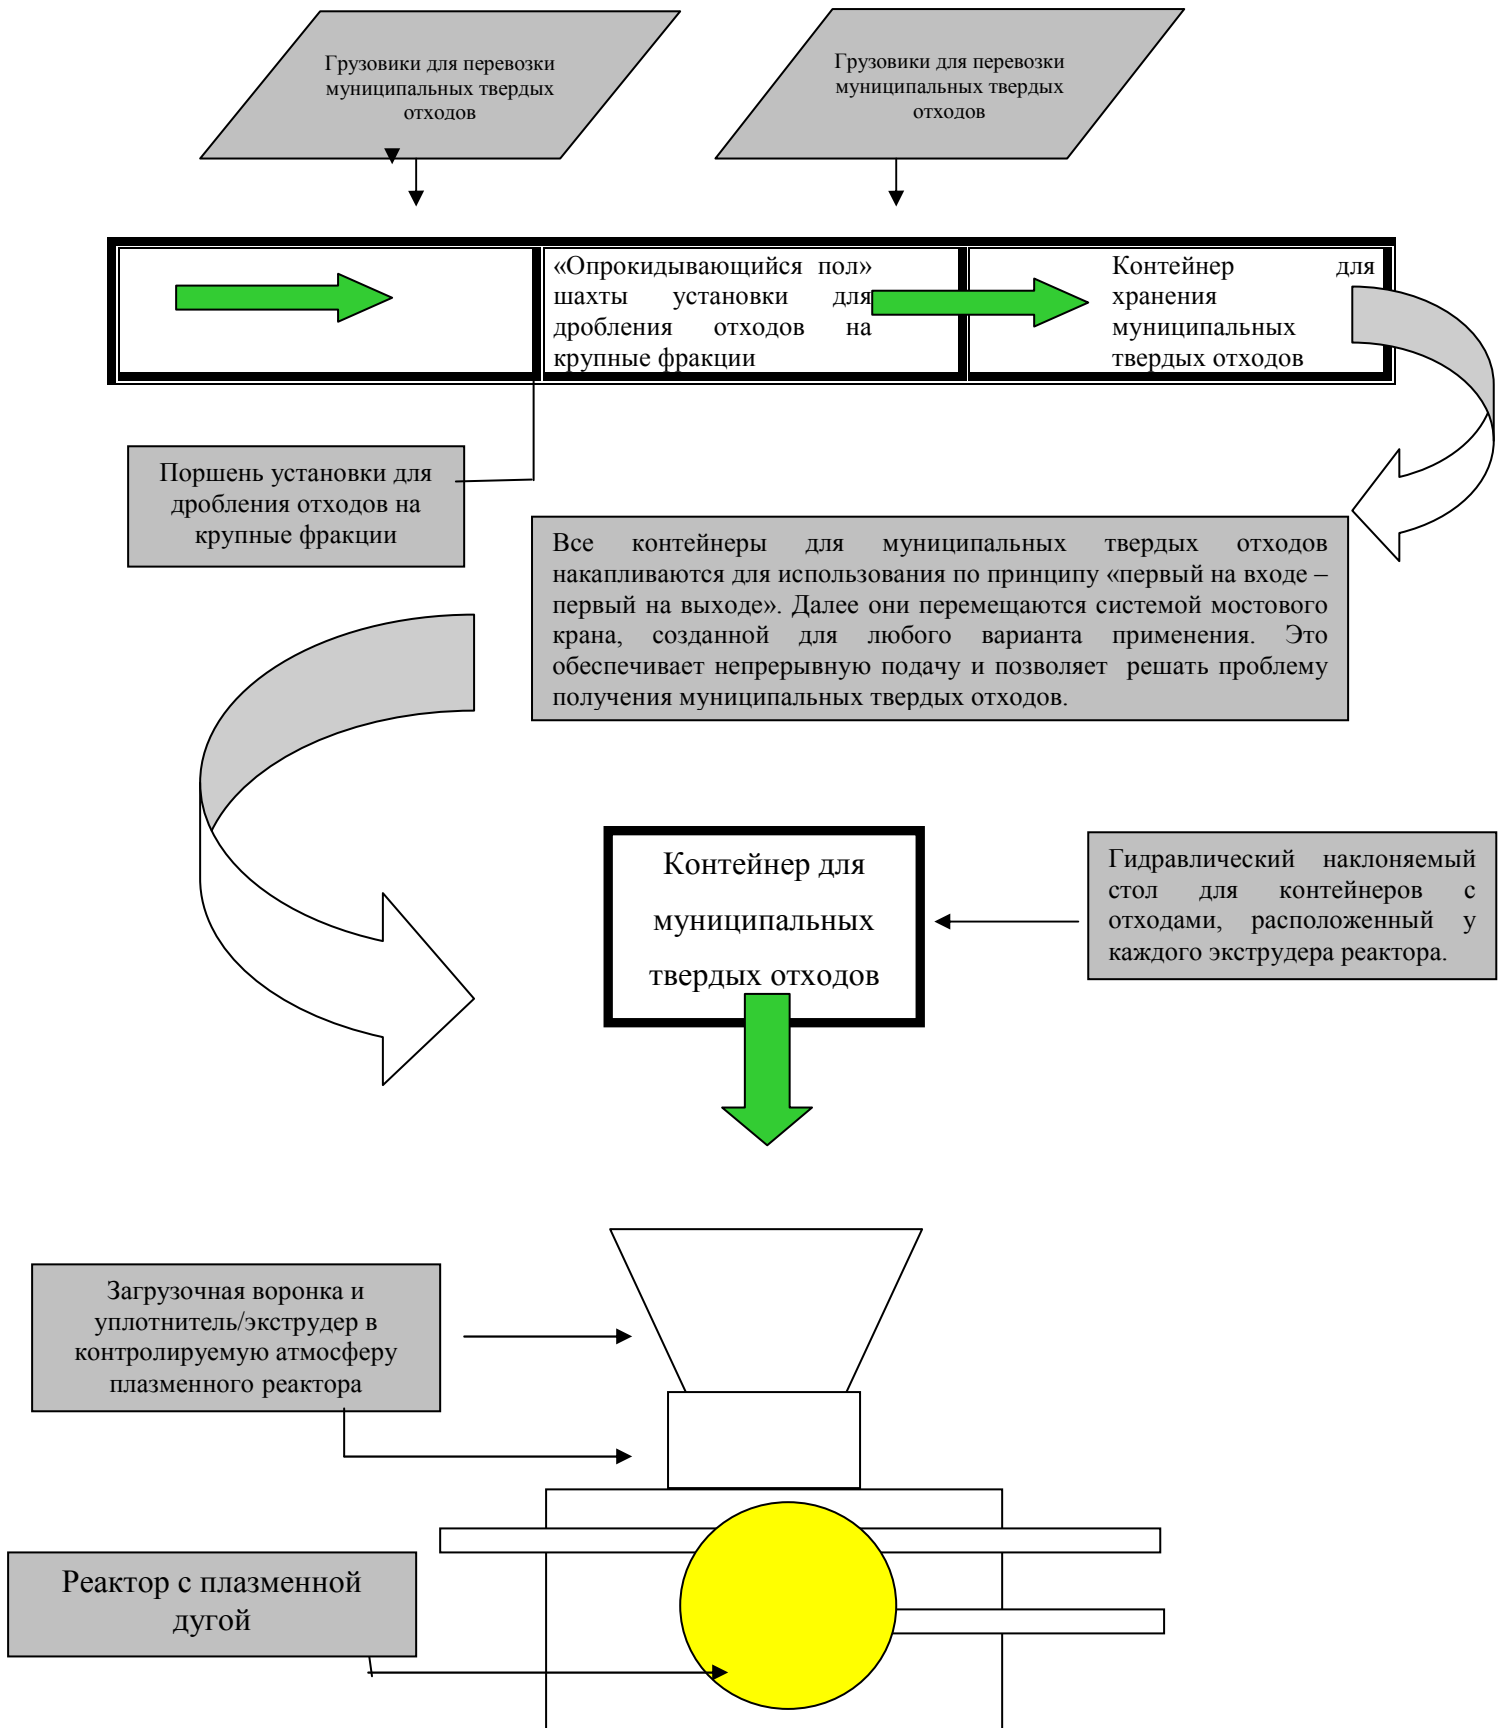 Грузовики для перевозки
муниципальных твердых
отходов
Грузовики для перевозки
муниципальных твердых
отходов
«Опрокидывающийся пол»
шахты установки для
дробления отходов на
крупные фракции
Контейнер для
хранения
муниципальных
твердых отходов
Поршень установки для
дробления отходов на
крупные фракции
Все контейнеры для муниципальных твердых отходов
накапливаются для использования по принципу «первый на входе –
первый на выходе». Далее они перемещаются системой мостового
крана, созданной для любого варианта применения. Это
обеспечивает непрерывную подачу и позволяет решать проблему
получения муниципальных твердых отходов.
Контейнер для
муниципальных
твердых отходов
Гидравлический наклоняемый
стол для контейнеров с
отходами, расположенный у
каждого экструдера реактора.
Загрузочная воронка и
уплотнитель/экструдер в
контролируемую атмосферу
плазменного реактора
Реактор с плазменной
дугой